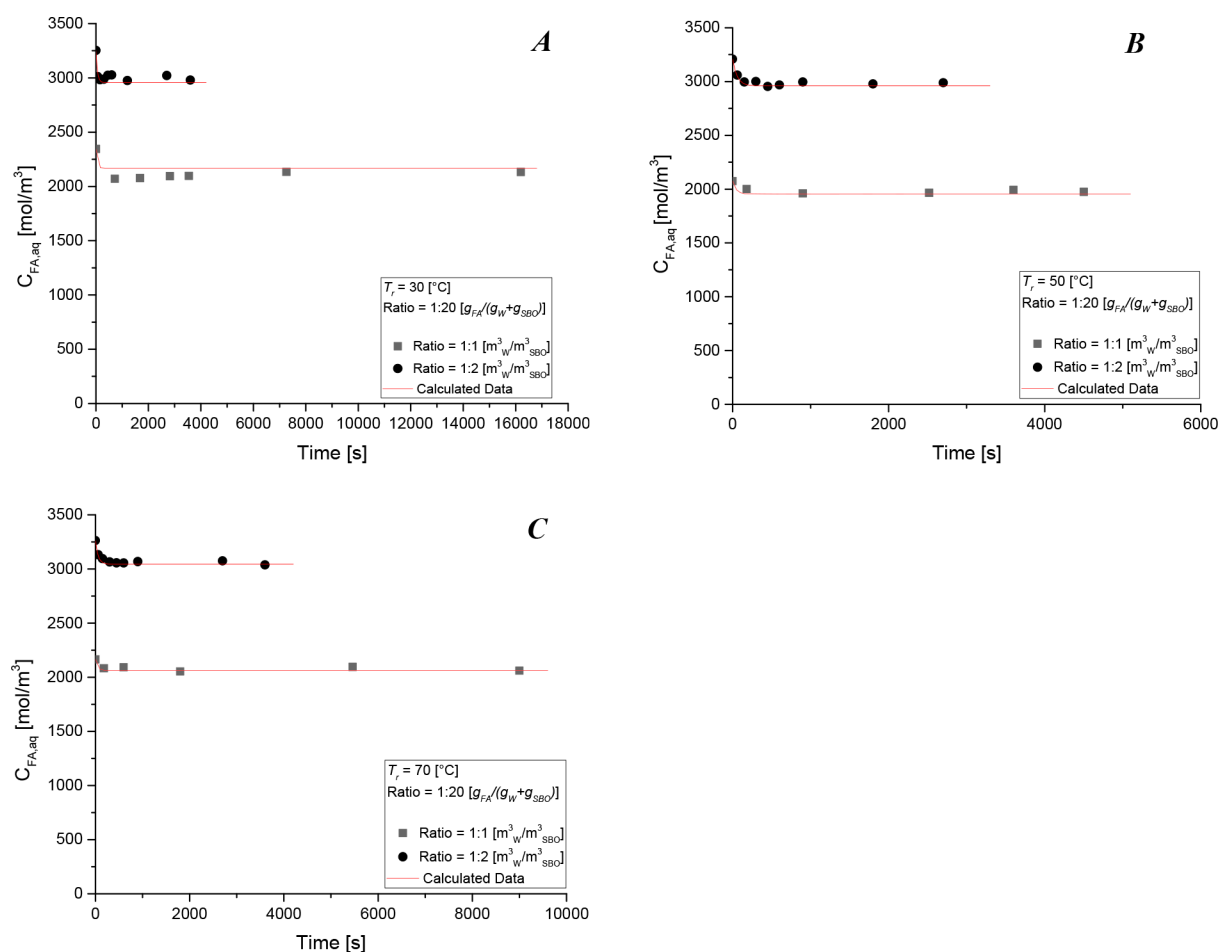 A
3500
3000
2500
2000
1500
1000
500
0
C_FA,aq [mol/m³]
T_r = 30 [°C]
Ratio = 1:20 [g_FA/(g_W+g_SBO)]
Ratio = 1:1 [m³_W/m³_SBO]
Ratio = 1:2 [m³_W/m³_SBO]
Calculated Data
0 2000 4000 6000 8000 10000 12000 14000 16000 18000
Time [s]
B
3500
3000
2500
2000
1500
1000
500
0
C_FA,aq [mol/m³]
T_r = 50 [°C]
Ratio = 1:20 [g_FA/(g_W+g_SBO)]
Ratio = 1:1 [m³_W/m³_SBO]
Ratio = 1:2 [m³_W/m³_SBO]
Calculated Data
0 2000 4000 6000
Time [s]
C
3500
3000
2500
2000
1500
1000
500
0
C_FA,aq [mol/m³]
T_r = 70 [°C]
Ratio = 1:20 [g_FA/(g_W+g_SBO)]
Ratio = 1:1 [m³_W/m³_SBO]
Ratio = 1:2 [m³_W/m³_SBO]
Calculated Data
0 2000 4000 6000 8000 10000
Time [s]